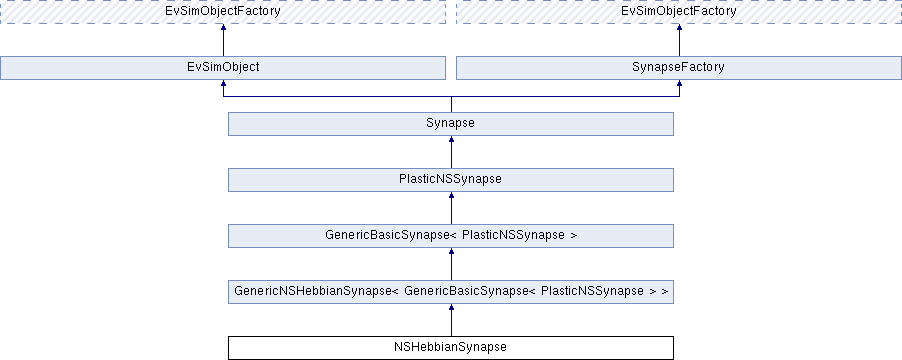 EvSimObjectFactory
EvSimObjectFactory
EvSimObject
SynapseFactory
Synapse
PlasticNSSynapse
GenericBasicSynapse< PlasticNSSynapse >
GenericNSHebbianSynapse< GenericBasicSynapse< PlasticNSSynapse > >
NSHebbianSynapse